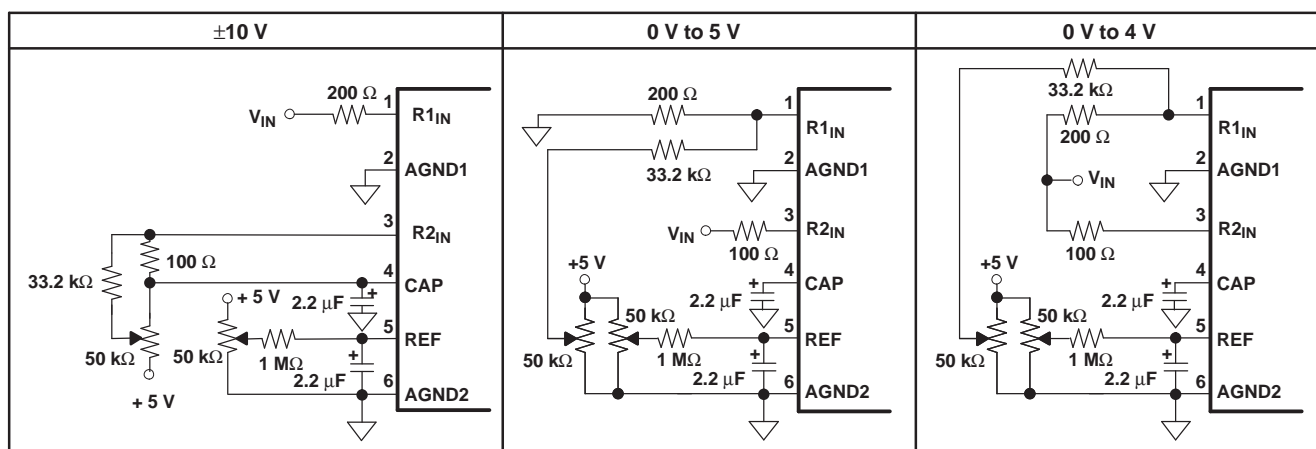 ±10 V
200 Ω
V_IN
1
R1_IN
2
AGND1
3
R2_IN
100 Ω
33.2 kΩ
4
CAP
+
2.2 μF
+ 5 V
5
REF
50 kΩ
50 kΩ
1 MΩ
+
2.2 μF
6
AGND2
+ 5 V
0 V to 5 V
200 Ω
1
R1_IN
33.2 kΩ
2
AGND1
V_IN
3
R2_IN
100 Ω
+5 V
4
CAP
+
2.2 μF
50 kΩ
5
REF
50 kΩ
1 MΩ
+
2.2 μF
6
AGND2
0 V to 4 V
33.2 kΩ
1
R1_IN
200 Ω
2
AGND1
V_IN
3
R2_IN
100 Ω
+5 V
4
CAP
+
2.2 μF
50 kΩ
5
REF
50 kΩ
1 MΩ
+
2.2 μF
6
AGND2